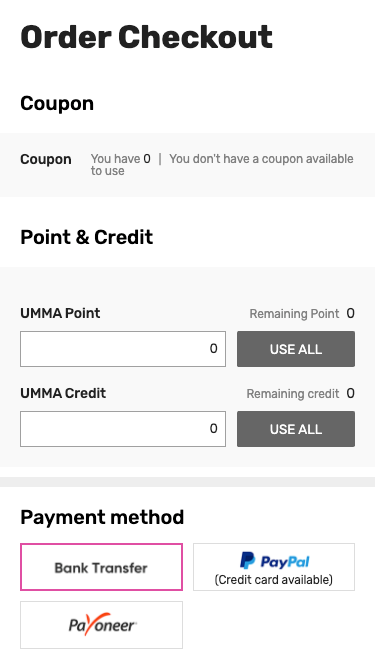 Order Checkout
Coupon
Coupon You have 0 | You don't have a coupon available
to use
Point & Credit
UMMA Point Remaining Point 0
0 USE ALL
UMMA Credit Remaining credit 0
0 USE ALL
Payment method
Bank Transfer PayPal
(Credit card available)
Payoneer